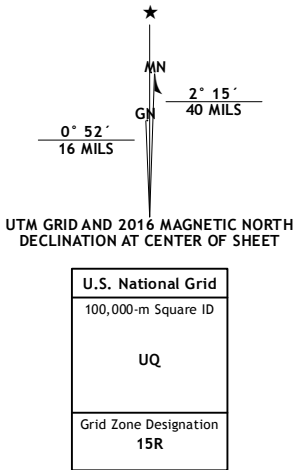 ★
MN
2° 15´
40 MILS
GN
0° 52´
16 MILS
UTM GRID AND 2016 MAGNETIC NORTH
DECLINATION AT CENTER OF SHEET
U.S. National Grid
100,000-m Square ID
UQ
Grid Zone Designation
15R